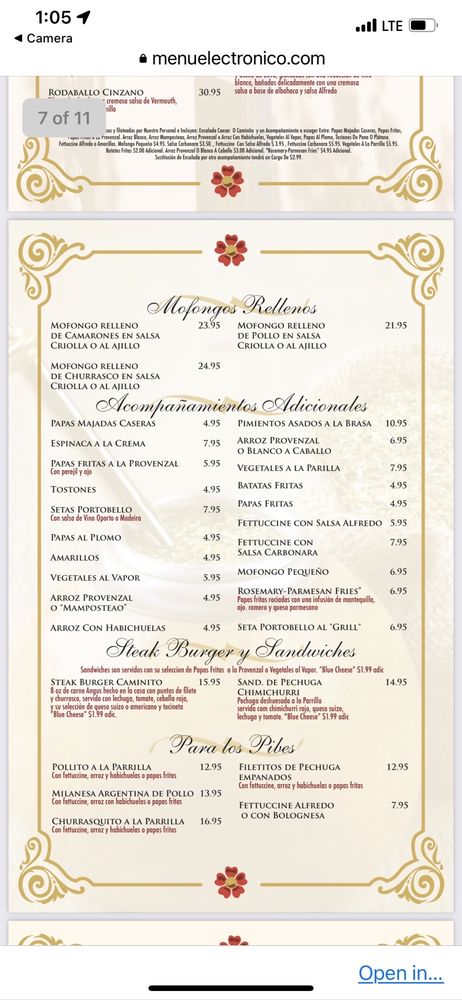 1:05
LTE
Camera
menuelectronico.com
7 of 11
RODABALLO CINZANO 30.95
cremosa salsa de Vermouth,
blanco, bañados delicadamente con una cremosa
salsa a base de albahaca y salsa Alfredo
y fileteados por Nuestro Personal e Incluyen: Ensalada Caesar O Caminito y un Acompañamiento a escoger Entre: Papas Majadas Caseras, Papas Fritas,
Papas Fritas A La Provenzal, Arroz Blanco, Arroz Mamposteao, Arroz Provenzal o Arroz Con Habichuelas, Vegetales Al Vapor, Papas Al Plomo, Tostones De Pana O Plátano,
Fettuccine Alfredo o Amarillos. Mofongo Pequeño $4.95. Salsa Carbonara $3.50, Fettuccine Con Salsa Alfredo $ 3.95, Fettuccine Carbonara $5.95. Vegetales A La Parrilla $5.95.
Batatas Fritas $2.00 Adicional. Arroz Provenzal O Blanco A Caballo $3.00 Adicional. "Rosemary-Parmesan Fries" $4.95 Adicional.
Sustitución de Ensalada por otro acompañamiento tendrá un Cargo De $2.99.
Mofongos Rellenos
MOFONGO RELLENO 23.95
DE CAMARONES EN SALSA
CRIOLLA O AL AJILLO
MOFONGO RELLENO 21.95
DE POLLO EN SALSA
CRIOLLA O AL AJILLO
MOFONGO RELLENO 24.95
DE CHURRASCO EN SALSA
CRIOLLA O AL AJILLO
Acompañamientos Adicionales
PAPAS MAJADAS CASERAS 4.95
ESPINACA A LA CREMA 7.95
PAPAS FRITAS A LA PROVENZAL 5.95
Con perejil y ajo
TOSTONES 4.95
SETAS PORTOBELLO 7.95
Con salsa de Vino Oporto o Madeira
PAPAS AL PLOMO 4.95
AMARILLOS 4.95
VEGETALES AL VAPOR 5.95
ARROZ PROVENZAL 4.95
O "MAMPOSTEAO"
ARROZ CON HABICHUELAS 4.95
PIMIENTOS ASADOS A LA BRASA 10.95
ARROZ PROVENZAL 6.95
O BLANCO A CABALLO
VEGETALES A LA PARILLA 7.95
BATATAS FRITAS 4.95
PAPAS FRITAS 4.95
FETTUCCINE CON SALSA ALFREDO 5.95
FETTUCCINE CON 7.95
SALSA CARBONARA
MOFONGO PEQUEÑO 6.95
ROSEMARY-PARMESAN FRIES" 6.95
Papas fritas rociadas con una infusión de mantequilla,
ajo, romero y queso parmesano
SETA PORTOBELLO AL "GRILL" 6.95
Steak Burger y Sandwiches
Sandwiches son servidos con su seleccion de Papas Fritas a la Provenzal o Vegetales al Vapor. "Blue Cheese" $1.99 adic
STEAK BURGER CAMINITO 15.95
8 oz de carne Angus hecho en la casa con puntas de filete
y churrasco, servido con lechuga, tomate, cebolla roja,
y su selección de queso suizo o americano y tocineta
"Blue Cheese" $1.99 adic.
SAND. DE PECHUGA 14.95
CHIMICHURRI
Pechuga deshuesada a la Parrilla
servida con chimichurri rojo, queso suizo,
lechuga y tomate. "Blue Cheese" $1.99 adic
Para los Pibes
POLLITO A LA PARRILLA 12.95
Con fettuccine, arroz y habichuelas o papas fritas
MILANESA ARGENTINA DE POLLO 13.95
Con fettuccine, arroz con habichuelas o papas fritas
CHURRASQUITO A LA PARRILLA 16.95
Con fettuccine, arroz y habichuelas o papas fritas
FILETITOS DE PECHUGA 12.95
EMPANADOS
Con fettuccine, arroz y habichuelas o papas fritas
FETTUCCINE ALFREDO 7.95
O CON BOLOGNESA
Open in...